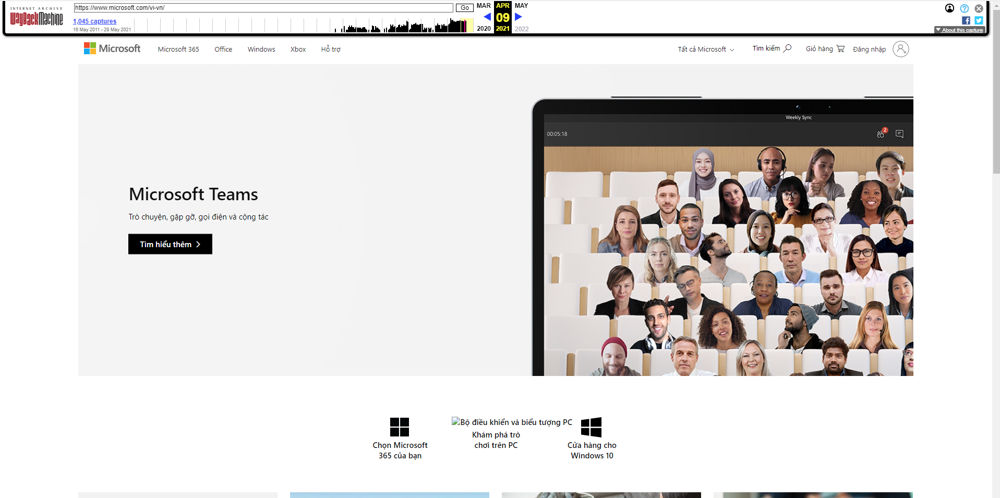 INTERNET ARCHIVE
WayBackMachine
https://www.microsoft.com/vi-vn/
Go
1,045 captures
16 May 2011 - 29 May 2021
MAR
APR
MAY
09
2020
2021
2022
About this capture
Microsoft
Microsoft 365
Office
Windows
Xbox
Hỗ trợ
Tất cả Microsoft
Tìm kiếm
Giỏ hàng
Đăng nhập
Weekly Sync
00:05:18
2
Microsoft Teams
Trò chuyện, gặp gỡ, gọi điện và cộng tác
Tìm hiểu thêm
Chọn Microsoft
365 của bạn
Bộ điều khiển và biểu tượng PC
Khám phá trò
chơi trên PC
Cửa hàng cho
Windows 10